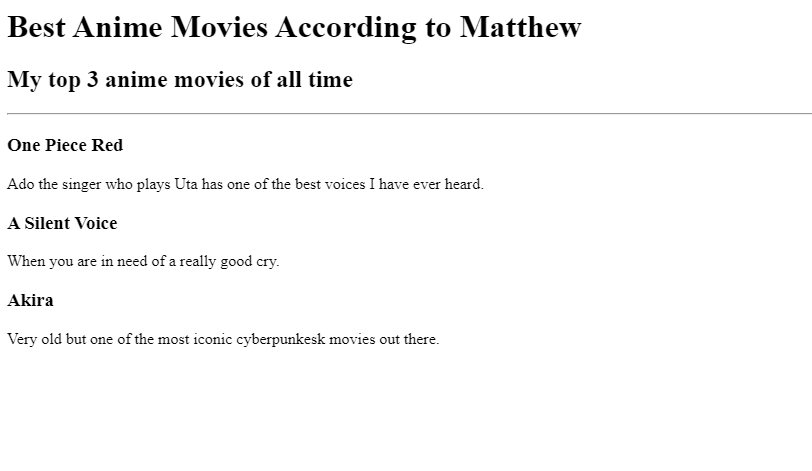 Best Anime Movies According to Matthew
My top 3 anime movies of all time
One Piece Red
Ado the singer who plays Uta has one of the best voices I have ever heard.
A Silent Voice
When you are in need of a really good cry.
Akira
Very old but one of the most iconic cyberpunkesk movies out there.